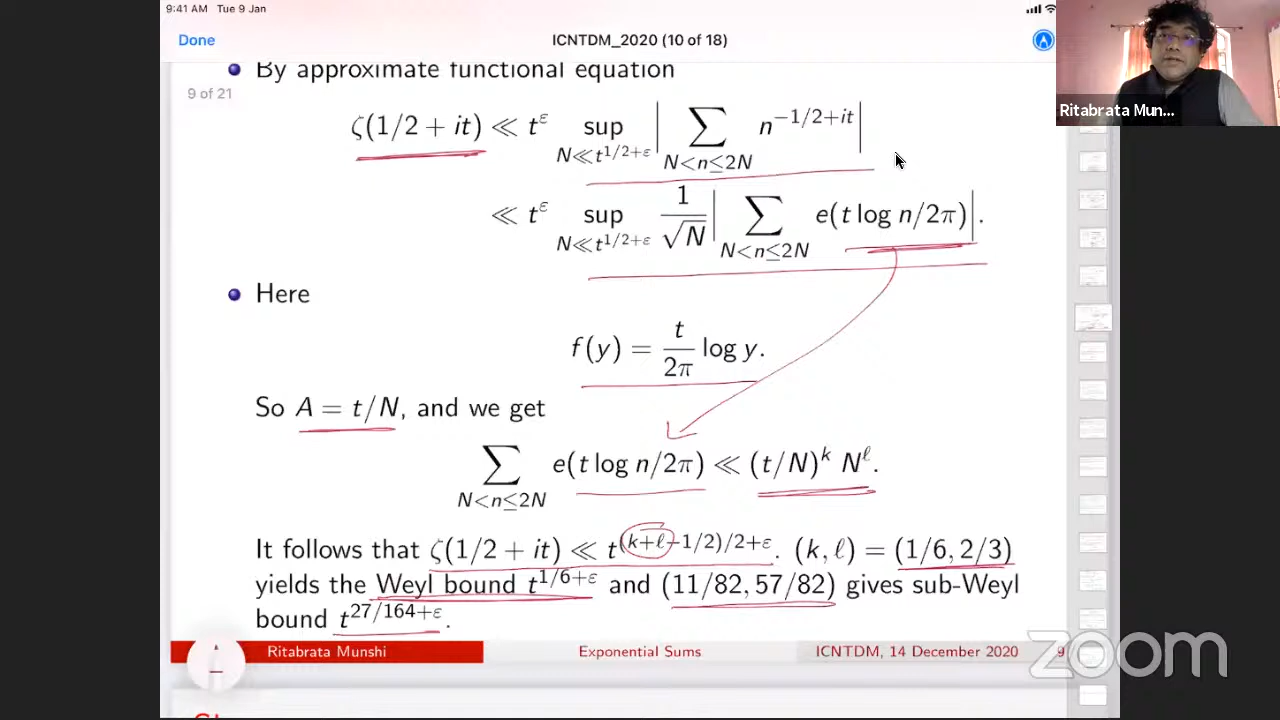 9:41 AM Tue 9 Jan
Done
ICNTDM_2020 (10 of 18)
9 of 21
By approximate functional equation
ζ(1/2 + it) ≪ t^ε sup_{N≪t^{1/2+ε}} | ∑_{N<n≤2N} n^{−1/2+it} |
≪ t^ε sup_{N≪t^{1/2+ε}} 1/√N | ∑_{N<n≤2N} e(t log n/2π) |.
Here
f(y) = t/2π log y.
So A = t/N, and we get
∑_{N<n≤2N} e(t log n/2π) ≪ (t/N)^k N^ℓ.
It follows that ζ(1/2 + it) ≪ t^{(k+ℓ−1/2)/2+ε}. (k, ℓ) = (1/6, 2/3)
yields the Weyl bound t^{1/6+ε} and (11/82, 57/82) gives sub-Weyl
bound t^{27/164+ε}.
Ritabrata Munshi
Exponential Sums
ICNTDM, 14 December 2020
9
Ritabrata Mun...
zoom